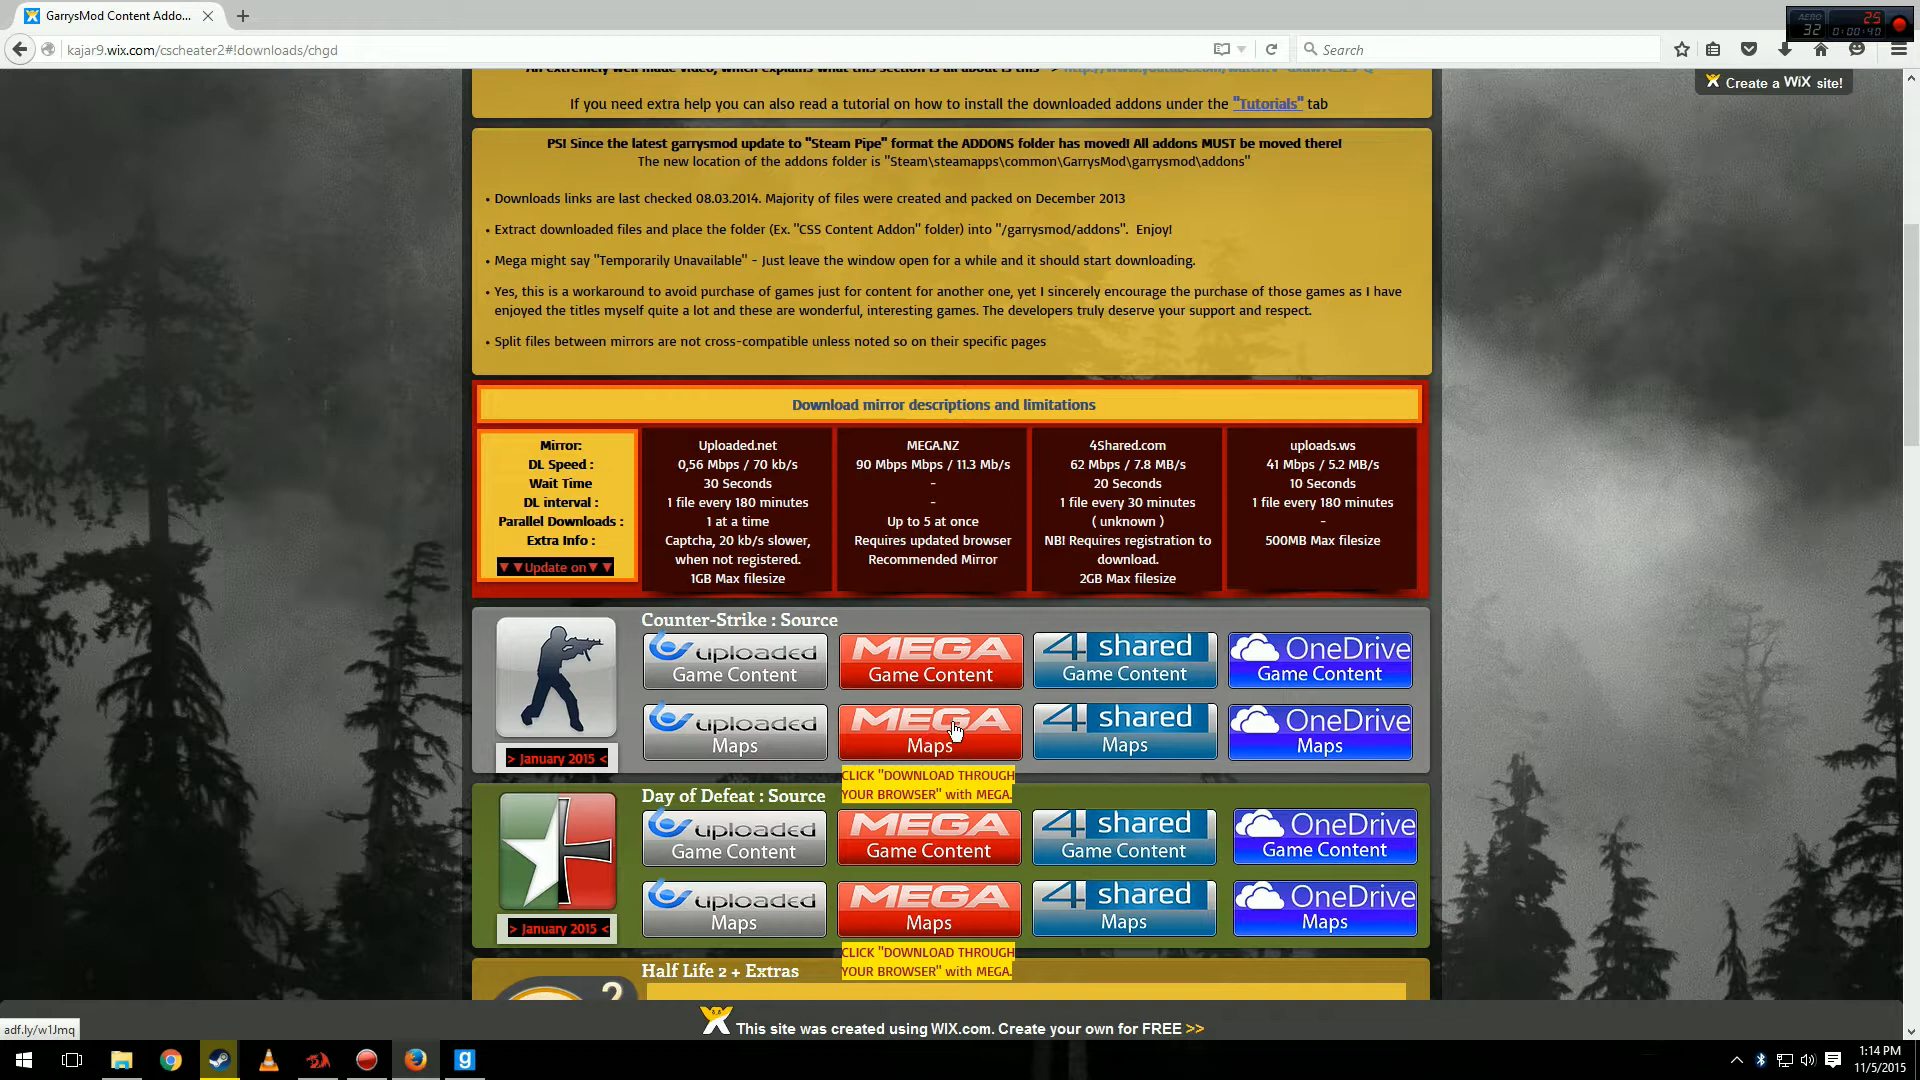 GarrysMod Content Addo...
kajar9.wix.com/cscheater2#!downloads/chgd
Search
AERO
32
25
0:00:40
Create a WiX site!
An extremely well made video, which explains what this section is all about is this ->
If you need extra help you can also read a tutorial on how to install the downloaded addons under the "Tutorials" tab
PS! Since the latest garrysmod update to "Steam Pipe" format the ADDONS folder has moved! All addons MUST be moved there!
The new location of the addons folder is "Steam\steamapps\common\GarrysMod\garrysmod\addons"
• Downloads links are last checked 08.03.2014. Majority of files were created and packed on December 2013
• Extract downloaded files and place the folder (Ex. "CSS Content Addon" folder) into "/garrysmod/addons". Enjoy!
• Mega might say "Temporarily Unavailable" - Just leave the window open for a while and it should start downloading.
• Yes, this is a workaround to avoid purchase of games just for content for another one, yet I sincerely encourage the purchase of those games as I have
enjoyed the titles myself quite a lot and these are wonderful, interesting games. The developers truly deserve your support and respect.
• Split files between mirrors are not cross-compatible unless noted so on their specific pages
Download mirror descriptions and limitations
Mirror: Uploaded.net MEGA.NZ 4Shared.com uploads.ws
DL Speed : 0,56 Mbps / 70 kb/s 90 Mbps Mbps / 11.3 Mb/s 62 Mbps / 7.8 MB/s 41 Mbps / 5.2 MB/s
Wait Time 30 Seconds - 20 Seconds 10 Seconds
DL interval : 1 file every 180 minutes - 1 file every 30 minutes 1 file every 180 minutes
Parallel Downloads : 1 at a time Up to 5 at once ( unknown ) -
Extra Info : Captcha, 20 kb/s slower, Requires updated browser NB! Requires registration to 500MB Max filesize
▼▼Update on▼▼ when not registered. Recommended Mirror download.
1GB Max filesize 2GB Max filesize
Counter-Strike : Source
uploaded MEGA 4 shared OneDrive
Game Content Game Content Game Content Game Content
uploaded MEGA 4 shared OneDrive
Maps Maps Maps Maps
> January 2015 <
CLICK "DOWNLOAD THROUGH
YOUR BROWSER" with MEGA.
Day of Defeat : Source
uploaded MEGA 4 shared OneDrive
Game Content Game Content Game Content Game Content
uploaded MEGA 4 shared OneDrive
Maps Maps Maps Maps
> January 2015 <
CLICK "DOWNLOAD THROUGH
YOUR BROWSER" with MEGA.
Half Life 2 + Extras
2
This site was created using WIX.com. Create your own for FREE >>
adf.ly/w1Jmq
1:14 PM
11/5/2015